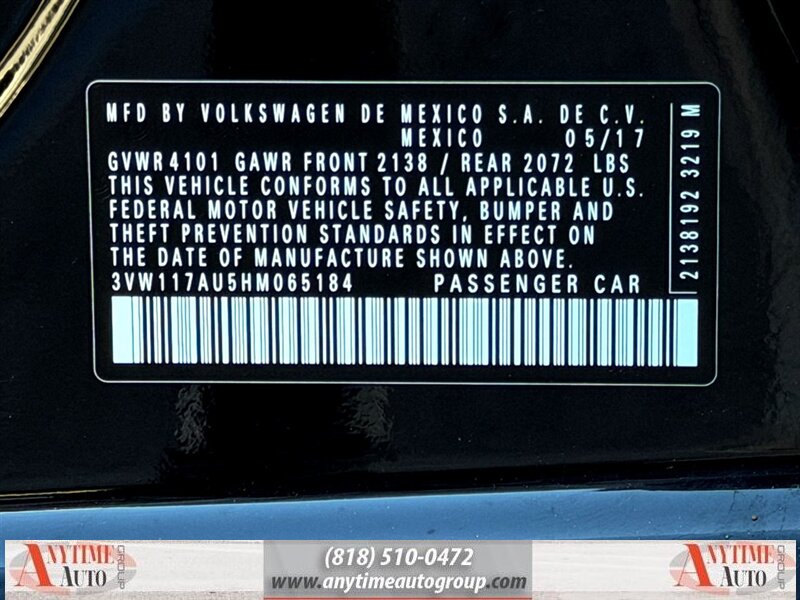 MFD BY VOLKSWAGEN DE MEXICO S.A. DE C.V.
MEXICO 05/17
GVWR 4101 GAWR FRONT 2138 / REAR 2072 LBS
THIS VEHICLE CONFORMS TO ALL APPLICABLE U.S.
FEDERAL MOTOR VEHICLE SAFETY, BUMPER AND
THEFT PREVENTION STANDARDS IN EFFECT ON
THE DATE OF MANUFACTURE SHOWN ABOVE.
3VW117AU5HM065184 PASSENGER CAR
2138192 3219 M
ANYTIME AUTO GROUP
(818) 510-0472
www.anytimeautogroup.com
ANYTIME AUTO GROUP